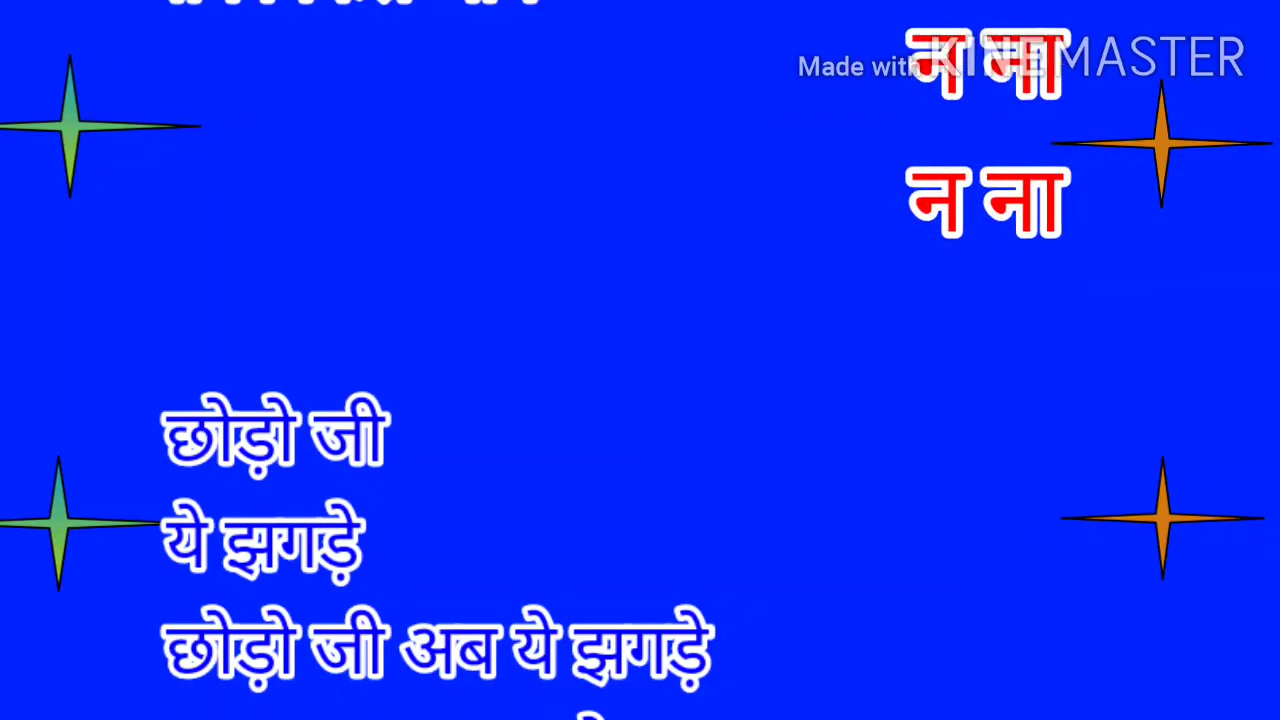 Made with KINEMASTER
न ना
न ना
छोड़ो जी
ये झगड़े
छोड़ो जी अब ये झगड़े